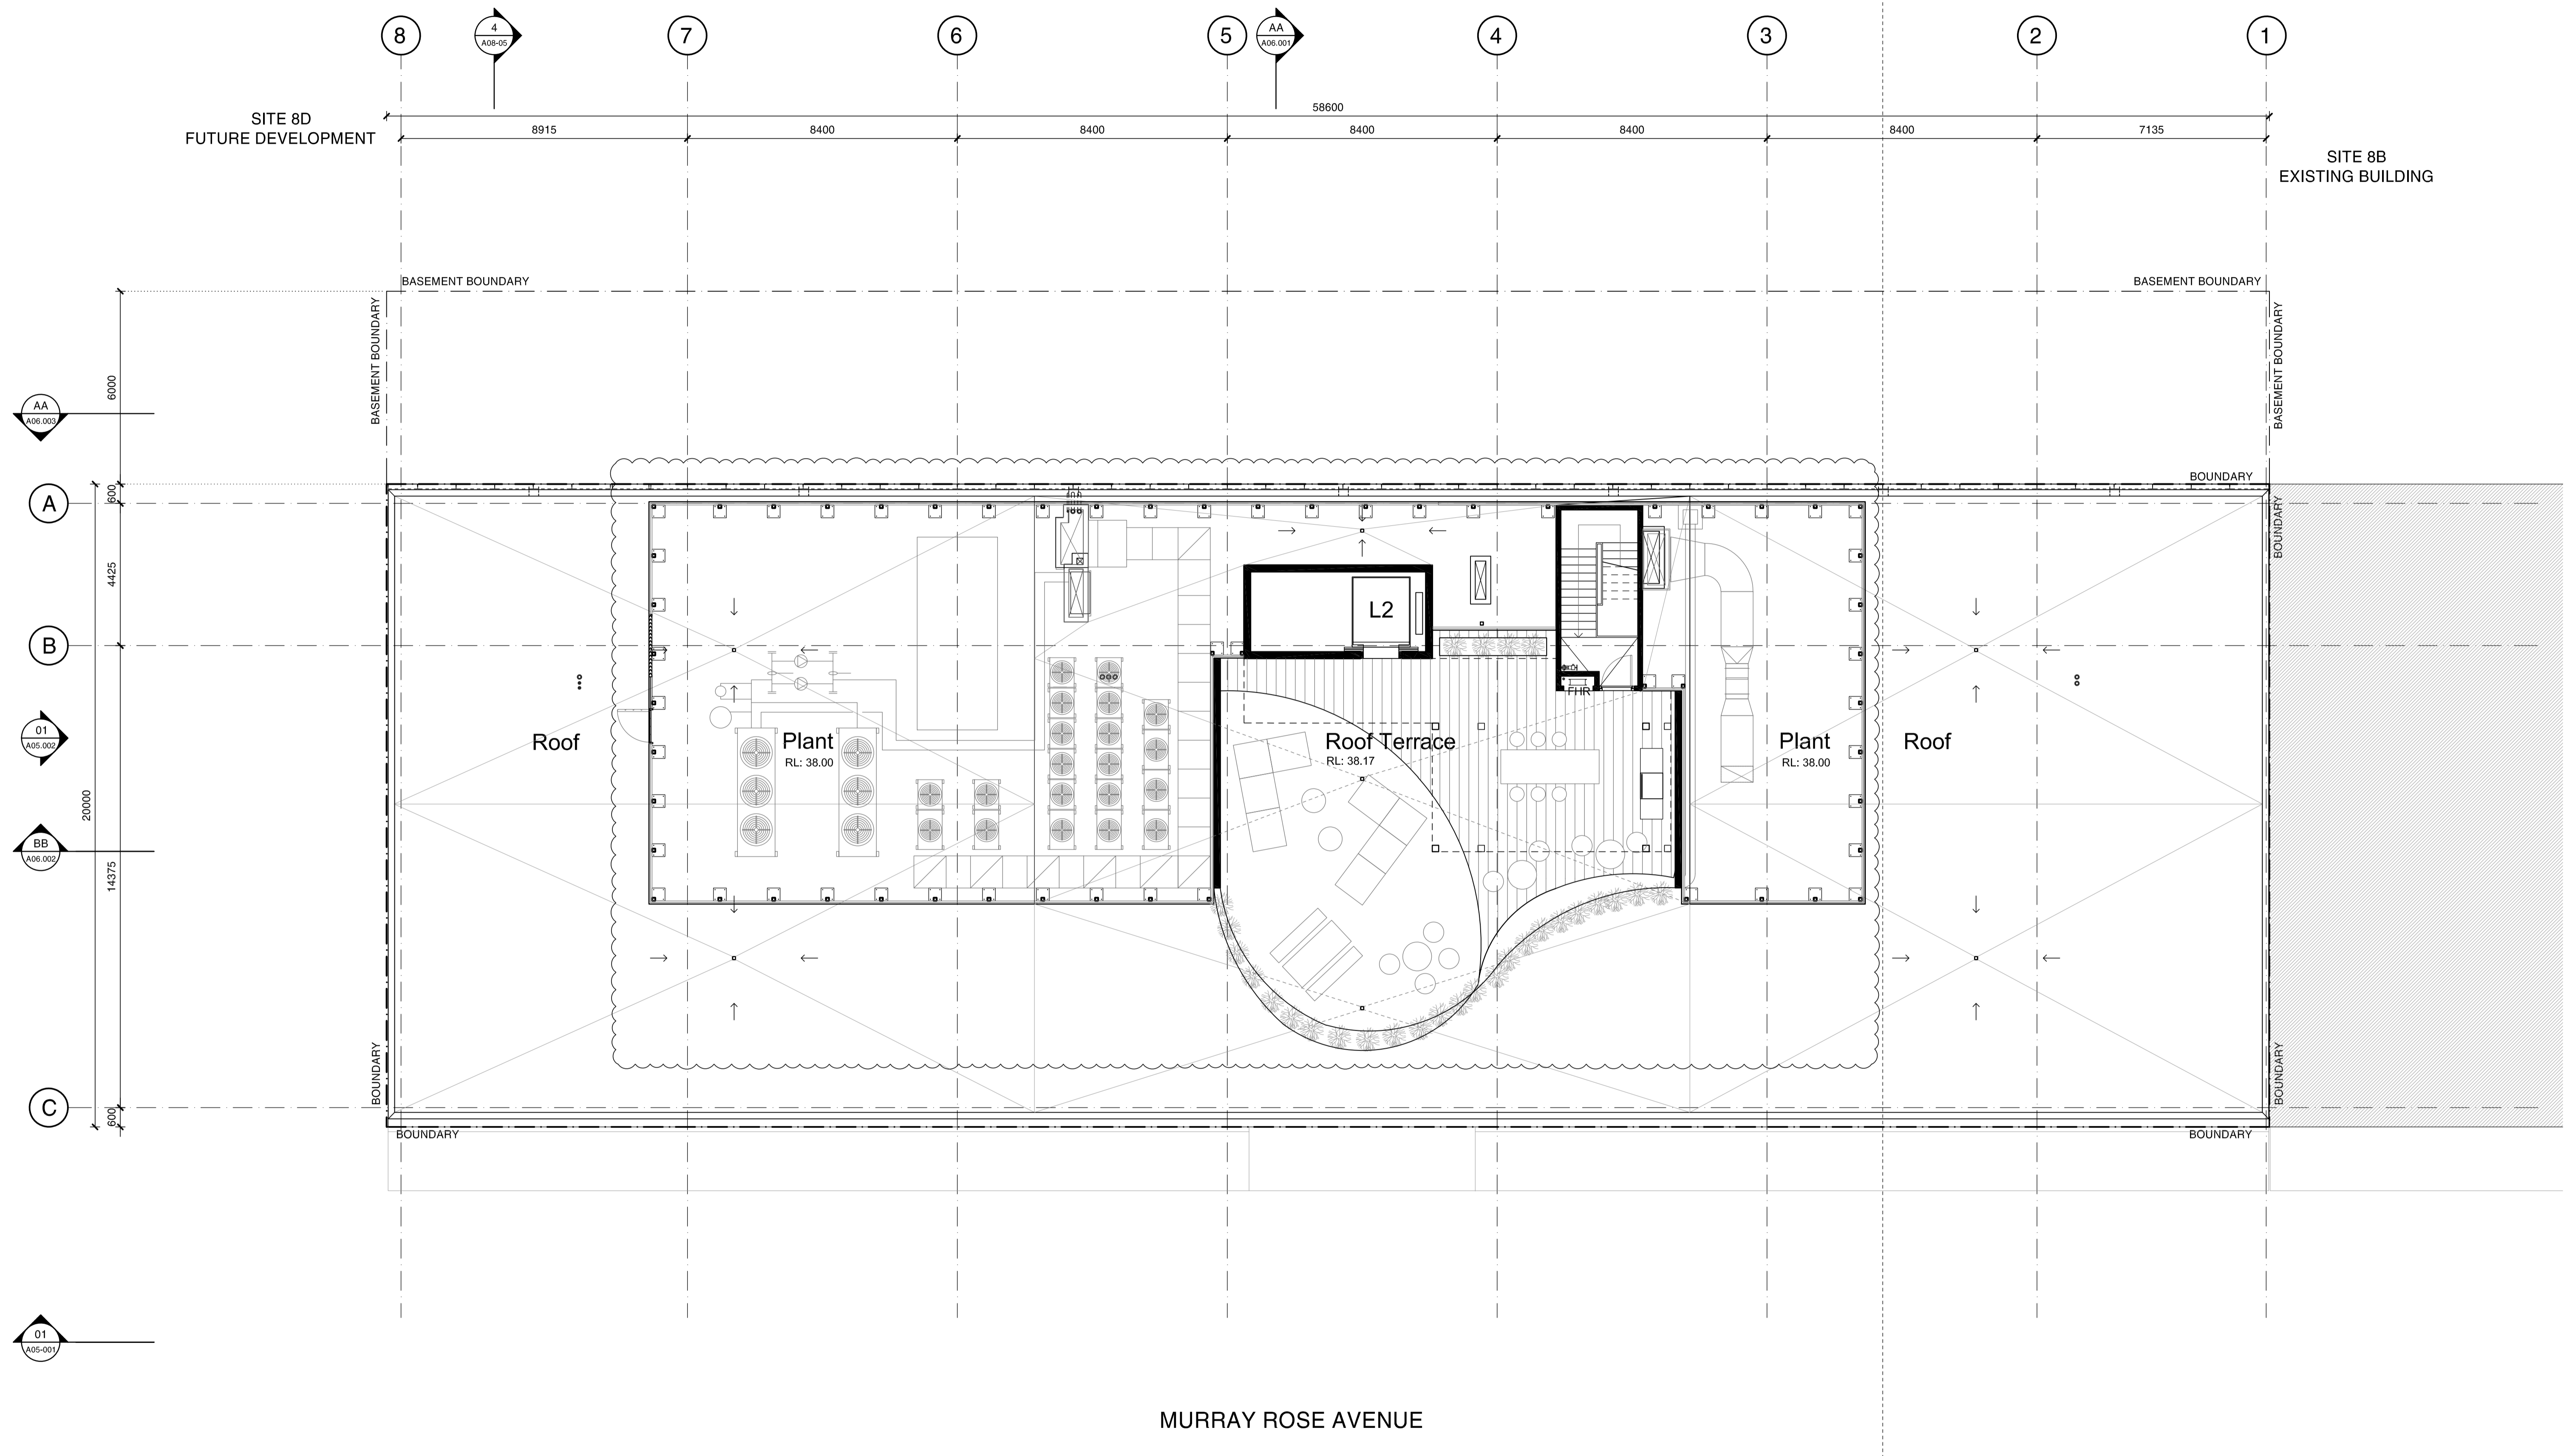 8
4
A08-05
7
6
5
AA
A06.001
4
3
2
1
58600
SITE 8D
FUTURE DEVELOPMENT
8915
8400
8400
8400
8400
8400
7135
SITE 8B
EXISTING BUILDING
BASEMENT BOUNDARY
BASEMENT BOUNDARY
BASEMENT BOUNDARY
BASEMENT BOUNDARY
6000
AA
A06.003
BOUNDARY
600
A
BOUNDARY
4425
L2
B
FHR
01
A05.002
Roof
Plant
RL: 38.00
Roof Terrace
RL: 38.17
Plant
RL: 38.00
Roof
20000
BB
A06.002
14375
BOUNDARY
BOUNDARY
C
600
BOUNDARY
BOUNDARY
01
A05-001
MURRAY ROSE AVENUE